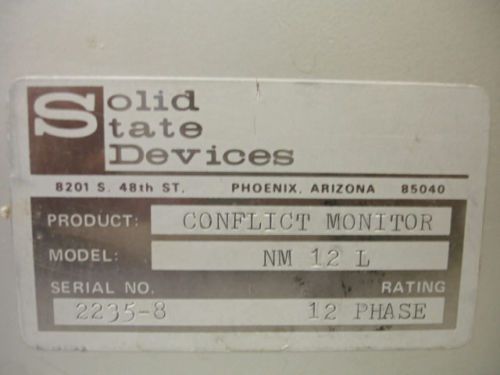 Solid
State
Devices
8201 S. 48th ST. PHOENIX, ARIZONA 85040
PRODUCT: CONFLICT MONITOR
MODEL: NM 12 L
SERIAL NO. RATING
2235-8 12 PHASE